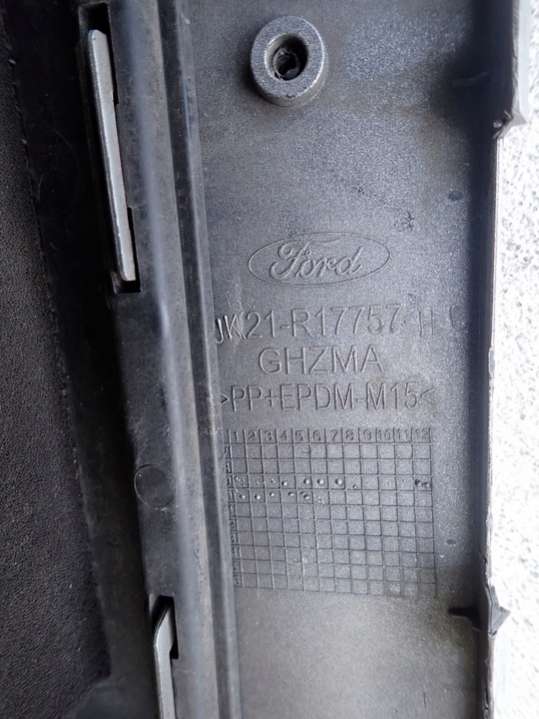 Ford
JK21-R17757-H
GHZMA
>PP+EPDM-M15<
1 2 3 4 5 6 7 8 9 10 11 12